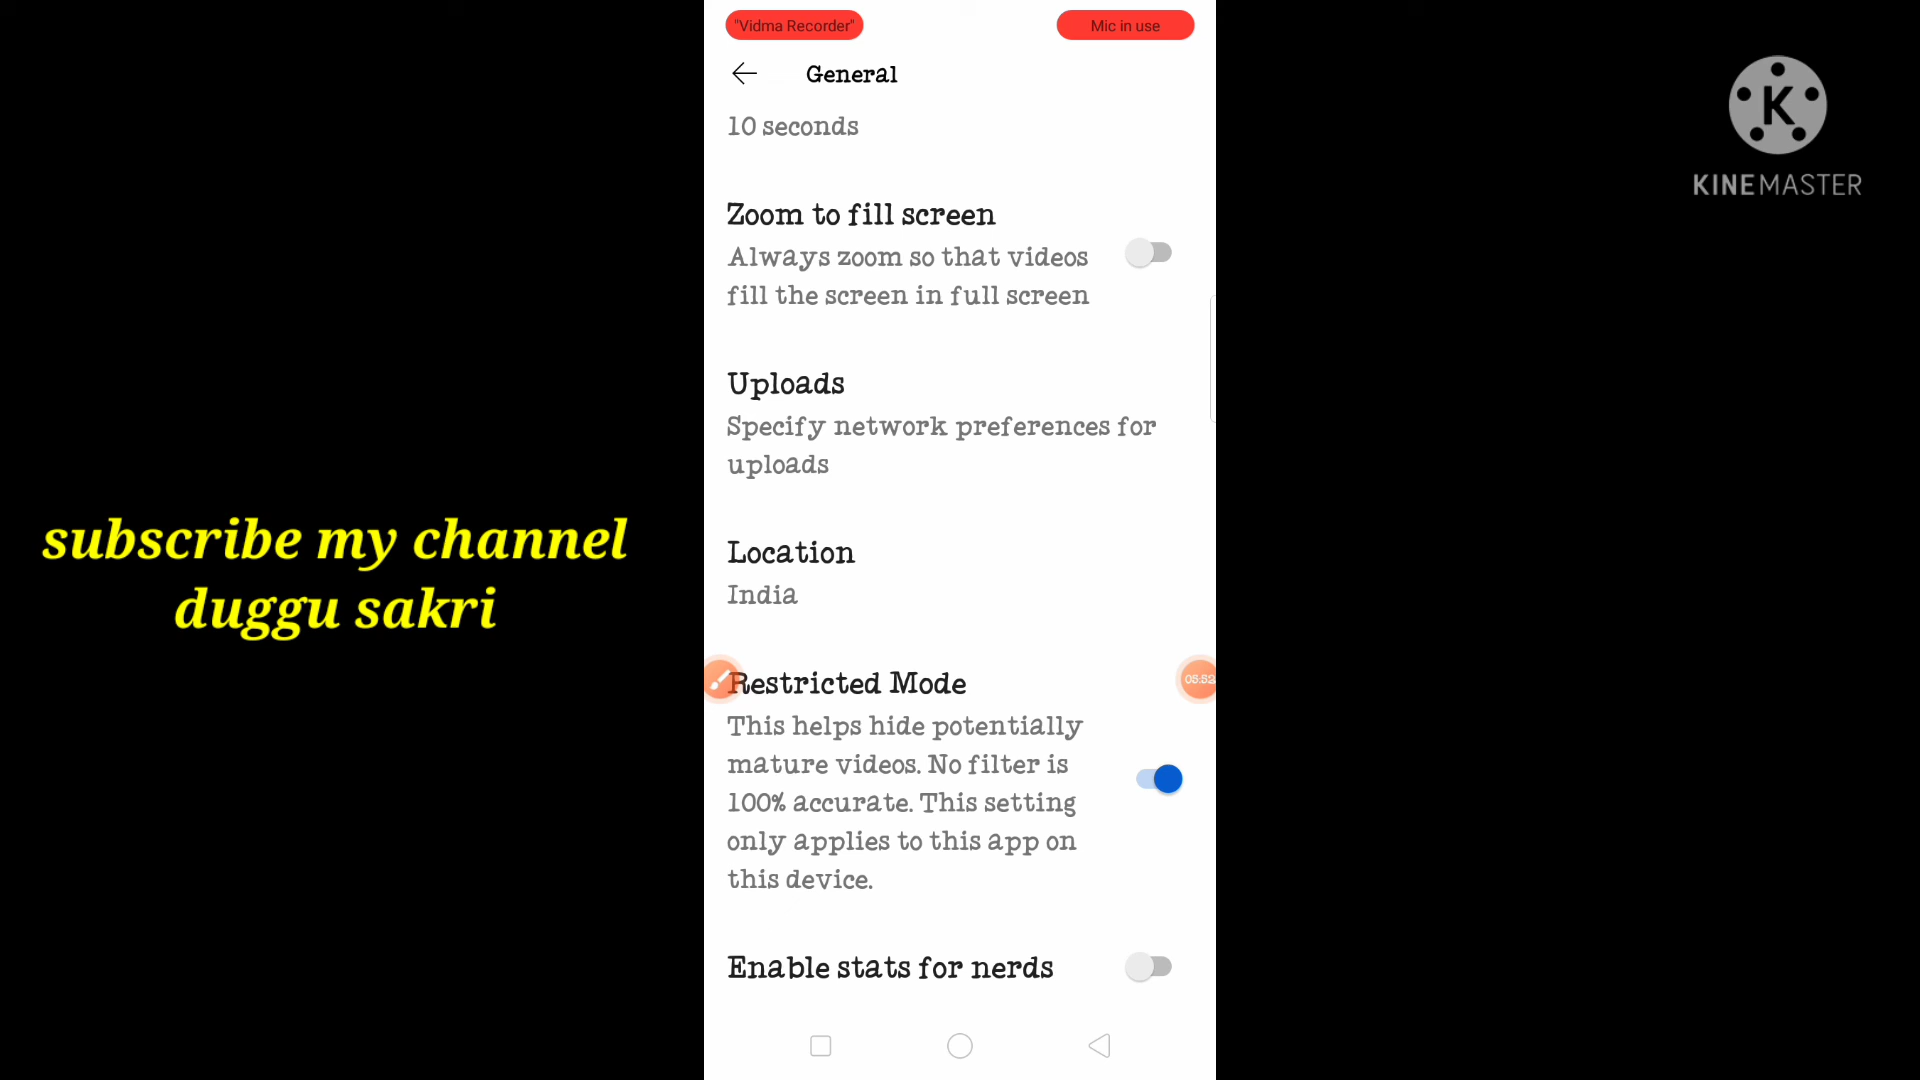 "Vidma Recorder"
Mic in use
General
10 seconds
Zoom to fill screen
Always zoom so that videos
fill the screen in full screen
Uploads
Specify network preferences for
uploads
Location
India
Restricted Mode
This helps hide potentially
mature videos. No filter is
100% accurate. This setting
only applies to this app on
this device.
05:52
Enable stats for nerds
subscribe my channel
duggu sakri
K
KINEMASTER